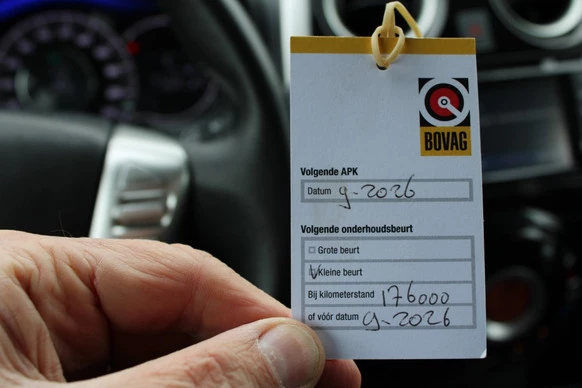 BOVAG
Volgende APK
Datum 9-2026
Volgende onderhoudsbeurt
Grote beurt
Kleine beurt
Bij kilometerstand 176000
of vóór datum 9-2026